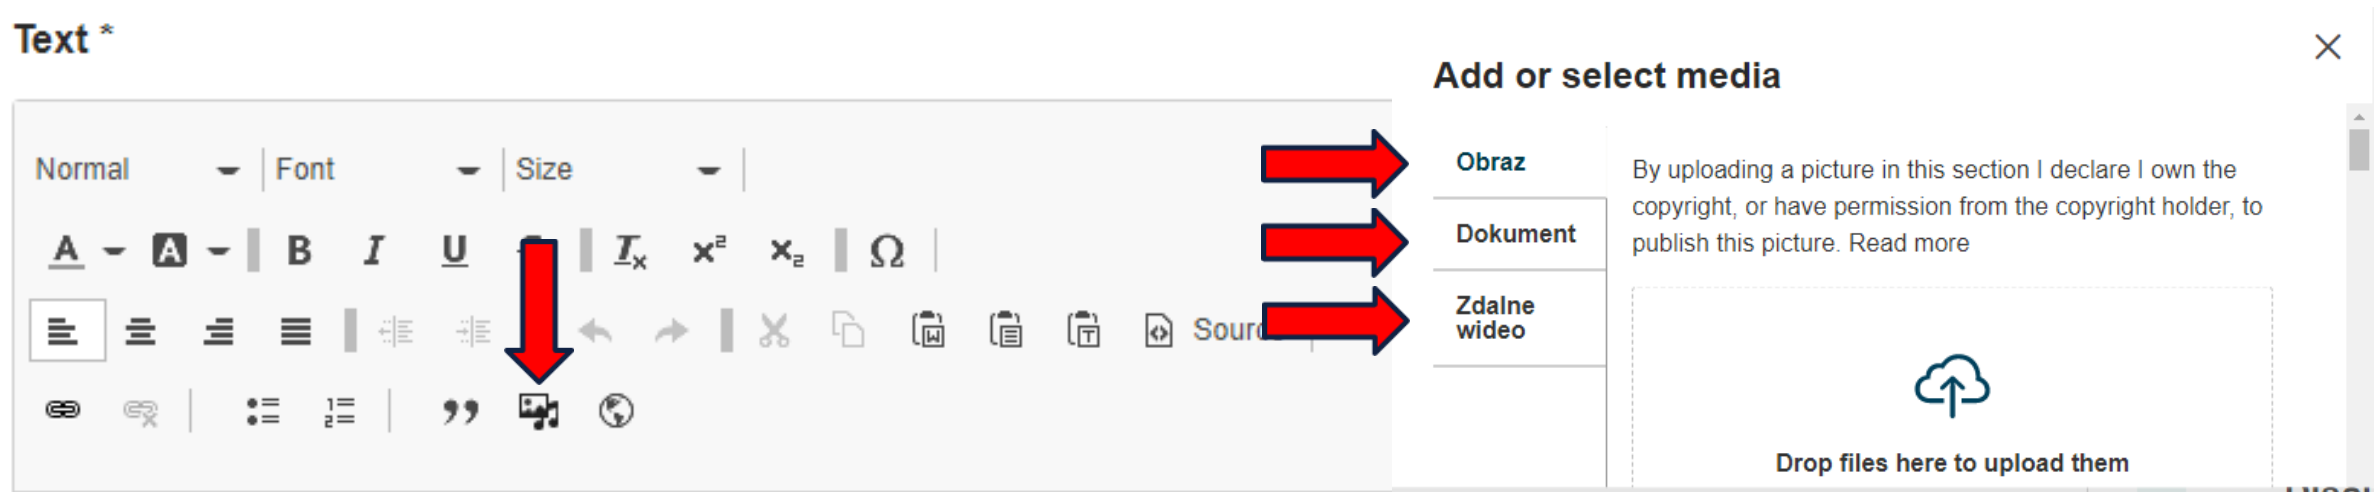 Text *
Normal
Font
Size
Source
Add or select media
Obraz
Dokument
Zdalne
wideo
By uploading a picture in this section I declare I own the
copyright, or have permission from the copyright holder, to
publish this picture. Read more
Drop files here to upload them